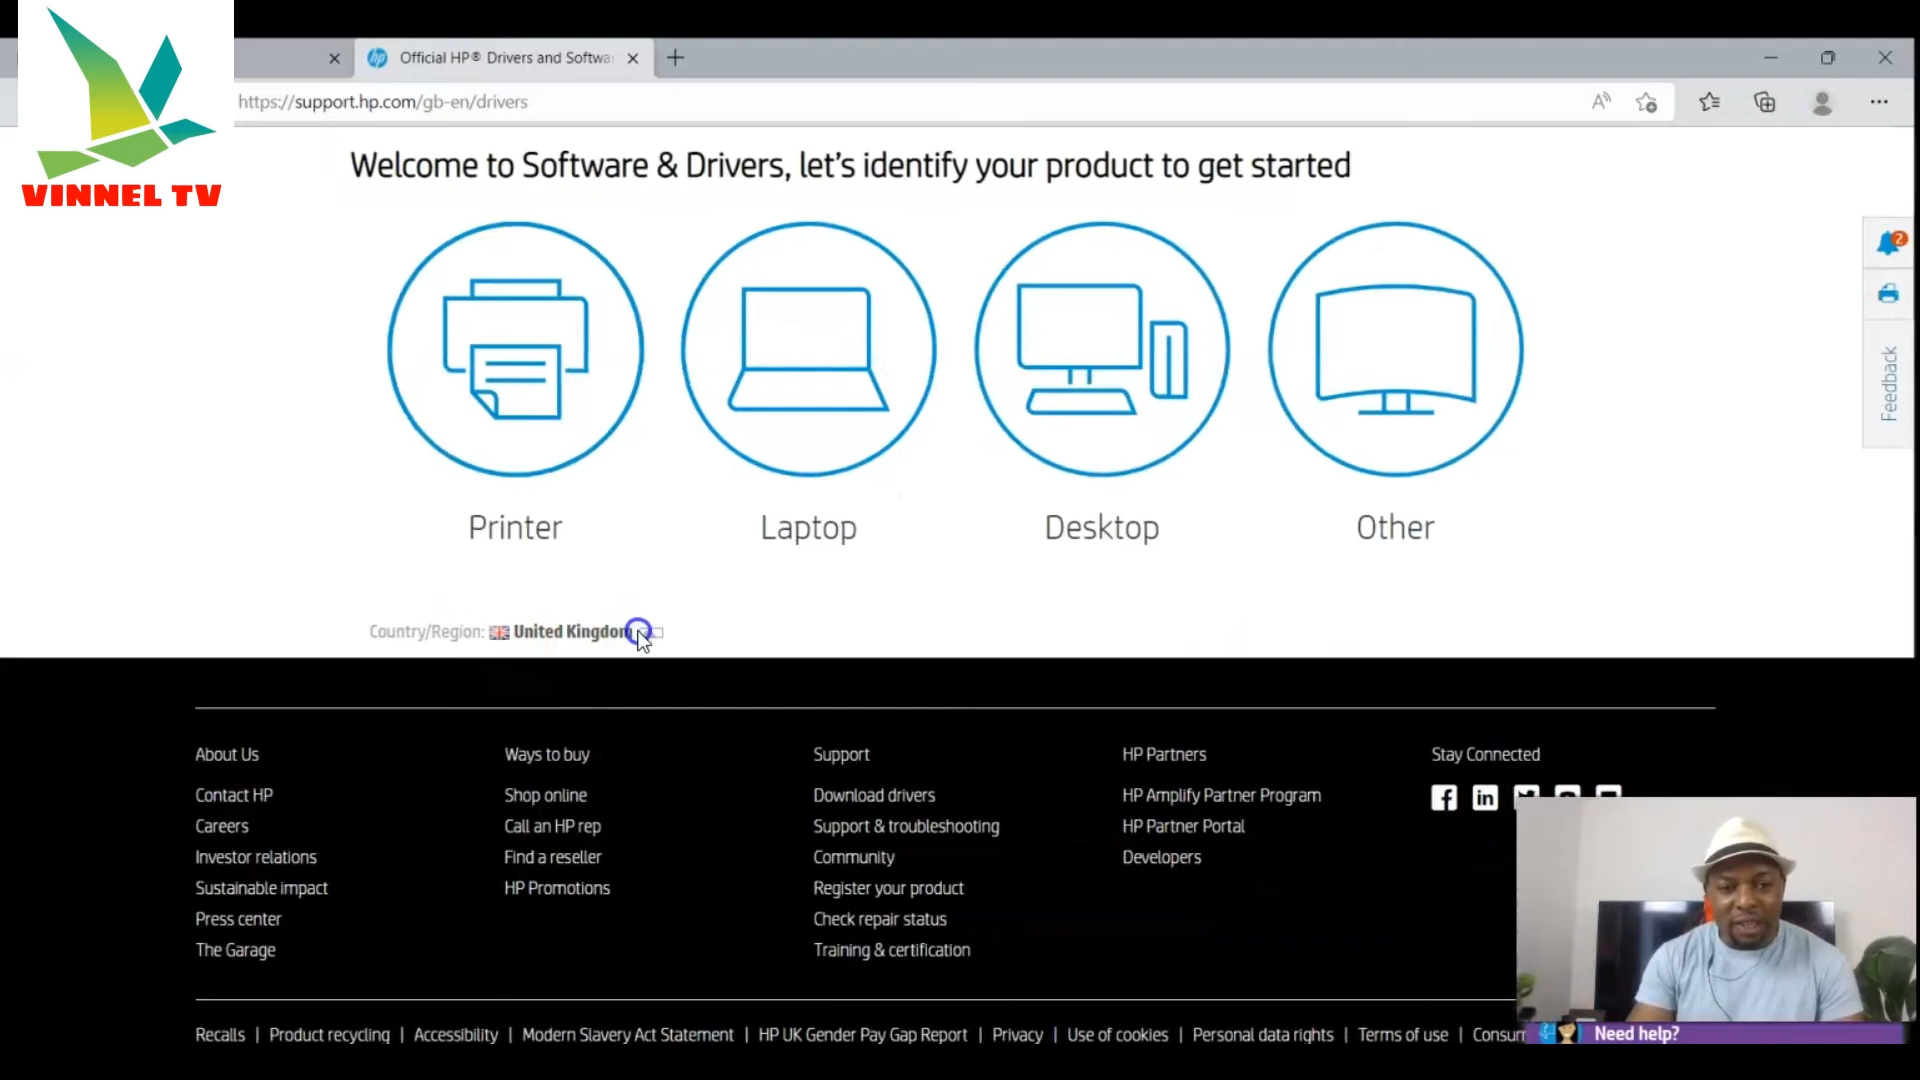 VINNEL TV
Official HP® Drivers and Softwa
https://support.hp.com/gb-en/drivers
Welcome to Software & Drivers, let's identify your product to get started
2
Feedback
Printer
Laptop
Desktop
Other
Country/Region: United Kingdom
About Us
Contact HP
Careers
Investor relations
Sustainable impact
Press center
The Garage
Ways to buy
Shop online
Call an HP rep
Find a reseller
HP Promotions
Support
Download drivers
Support & troubleshooting
Community
Register your product
Check repair status
Training & certification
HP Partners
HP Amplify Partner Program
HP Partner Portal
Developers
Stay Connected
Recalls | Product recycling | Accessibility | Modern Slavery Act Statement | HP UK Gender Pay Gap Report | Privacy | Use of cookies | Personal data rights | Terms of use | Consum
Need help?